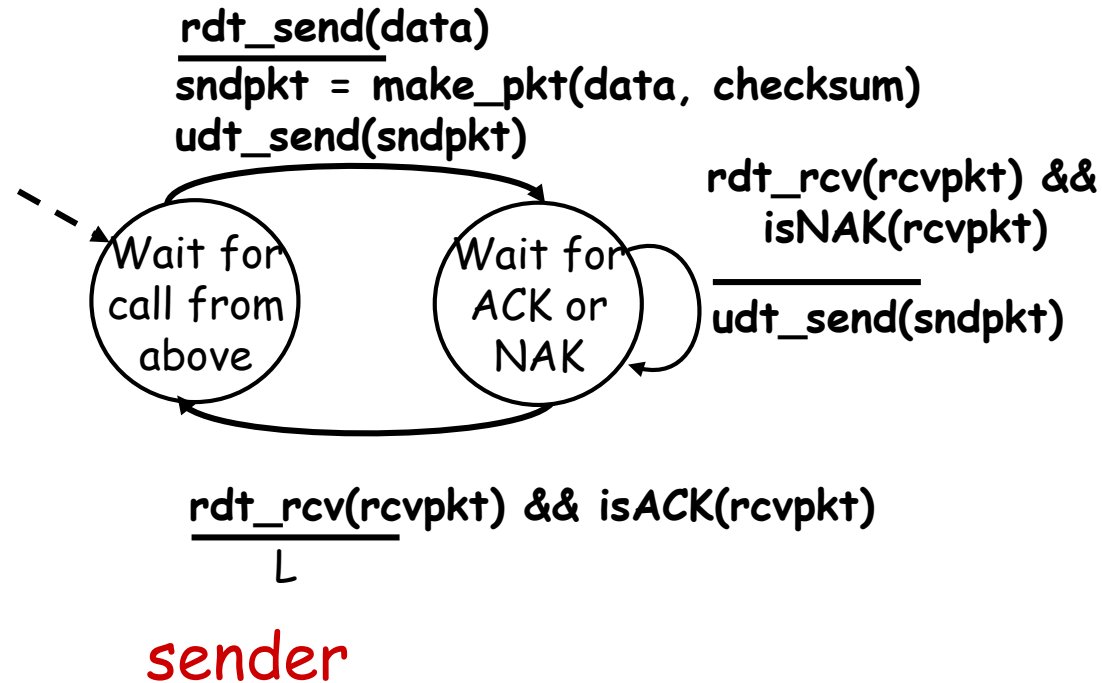 rdt_send(data)
sndpkt = make_pkt(data, checksum)
udt_send(sndpkt)
rdt_rcv(rcvpkt) &&
isNAK(rcvpkt)
udt_send(sndpkt)
Wait for
call from
above
Wait for
ACK or
NAK
rdt_rcv(rcvpkt) && isACK(rcvpkt)
L
sender